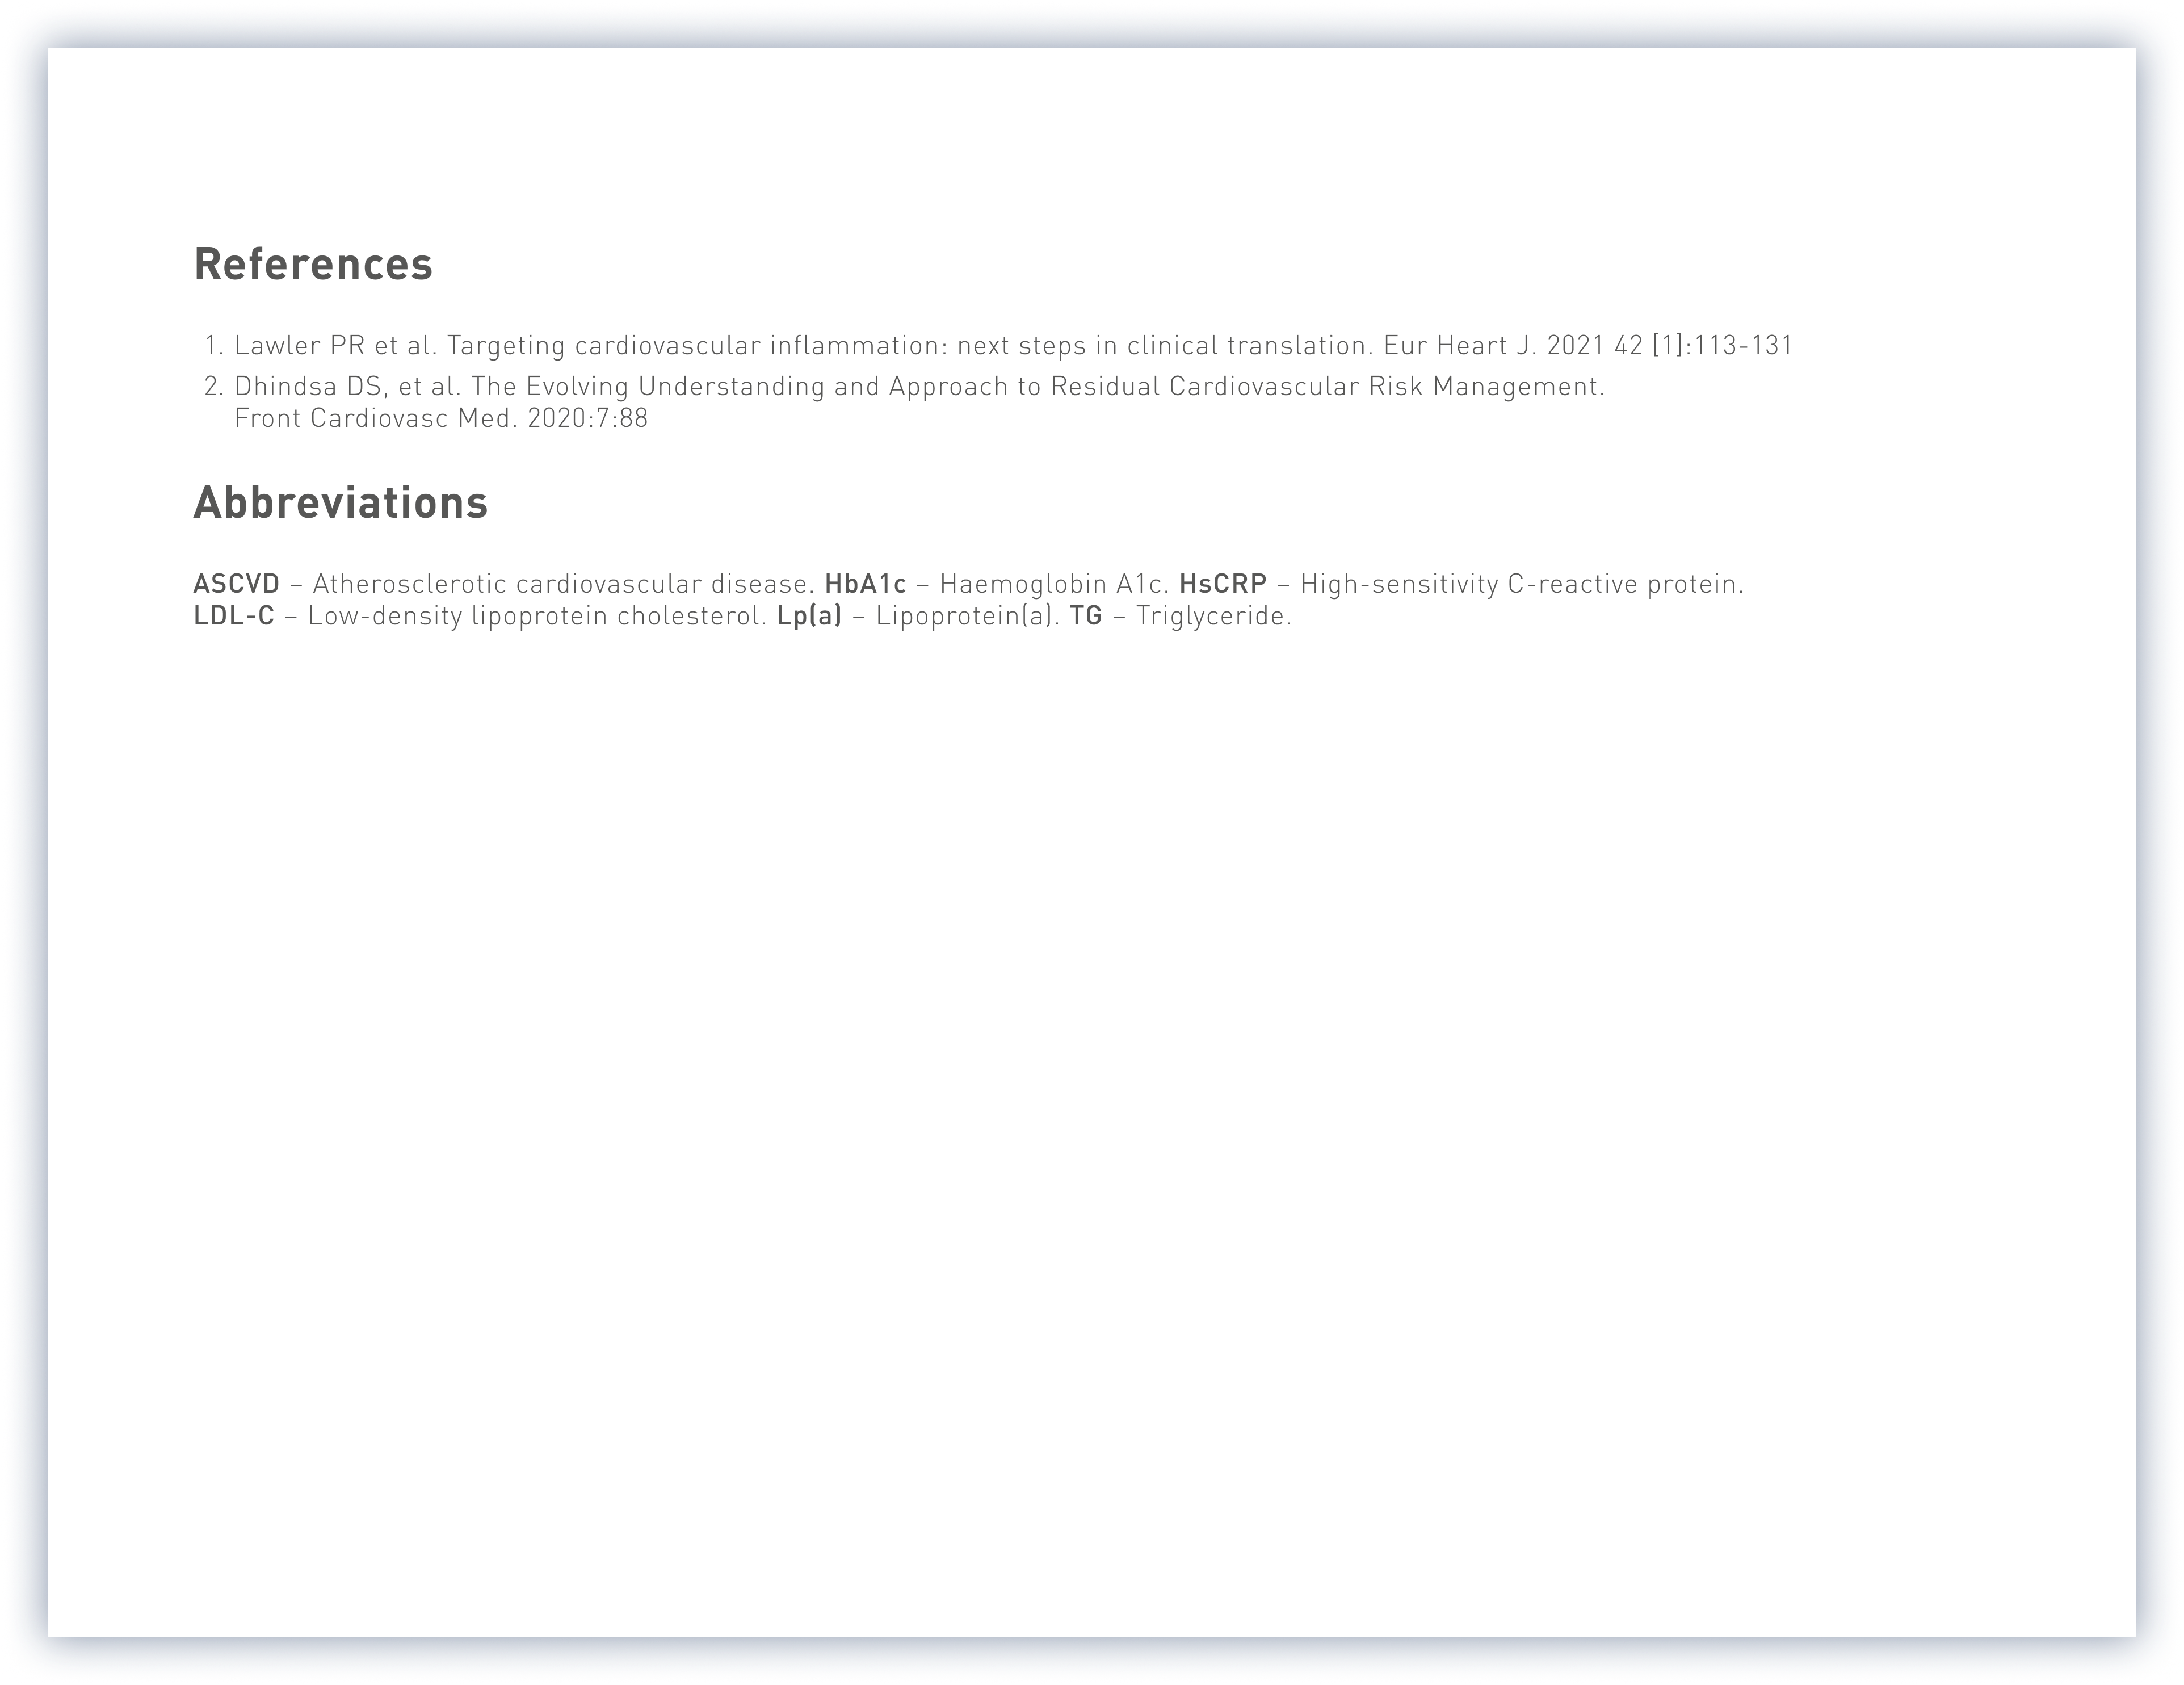 References
1. Lawler PR et al. Targeting cardiovascular inflammation: next steps in clinical translation. Eur Heart J. 2021 42 [1]:113-131
2. Dhindsa DS, et al. The Evolving Understanding and Approach to Residual Cardiovascular Risk Management.
Front Cardiovasc Med. 2020:7:88
Abbreviations
ASCVD – Atherosclerotic cardiovascular disease. HbA1c – Haemoglobin A1c. HsCRP – High-sensitivity C-reactive protein.
LDL-C – Low-density lipoprotein cholesterol. Lp(a) – Lipoprotein(a). TG – Triglyceride.